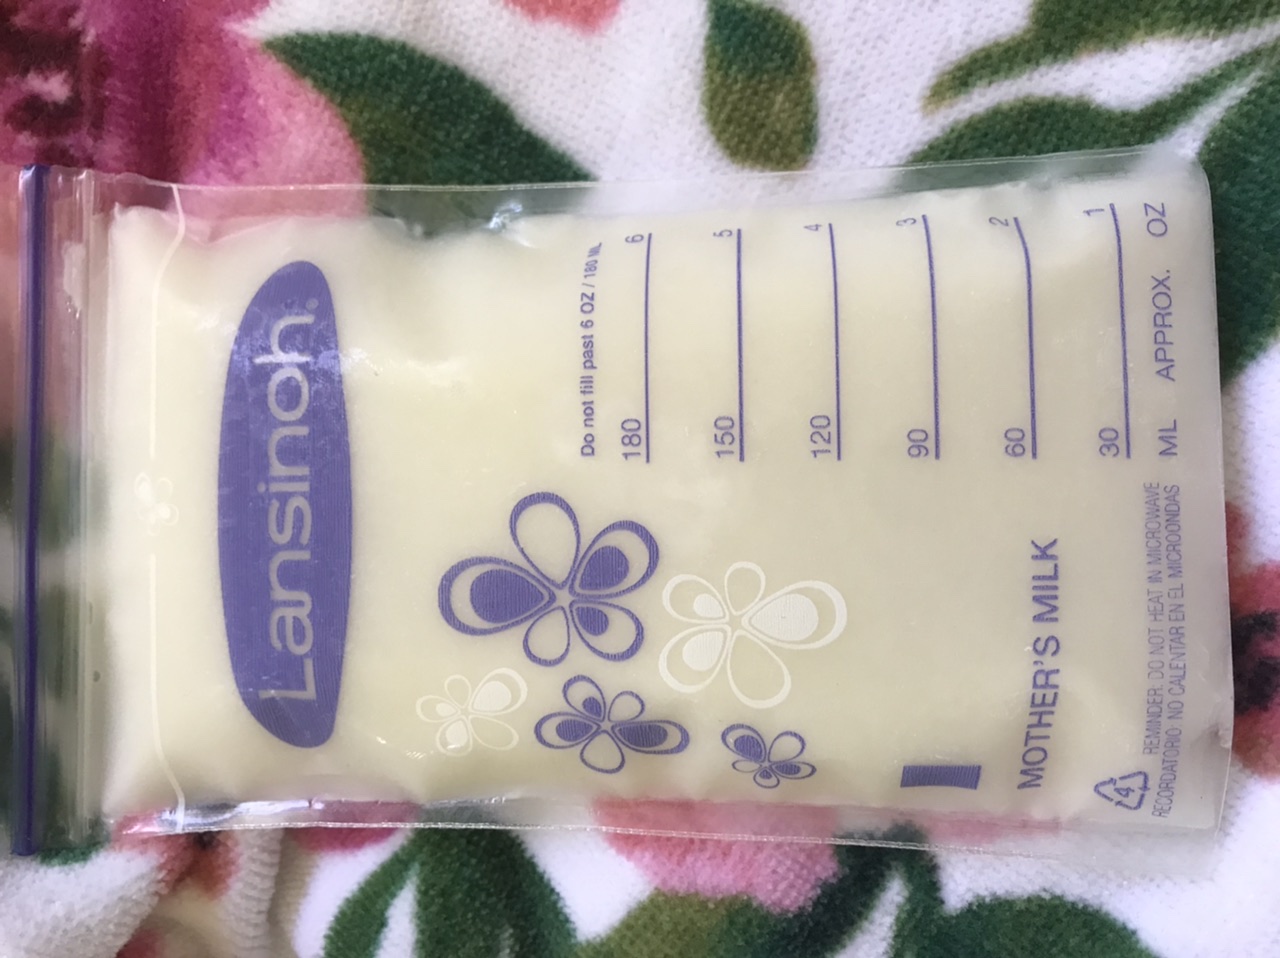 Lansinoh®
Do not fill past 6 OZ / 180 ML
180 6
150 5
120 4
90 3
60 2
30 1
ML APPROX. OZ
MOTHER'S MILK
4
REMINDER: DO NOT HEAT IN MICROWAVE
RECORDATORIO: NO CALENTAR EN EL MICROONDAS